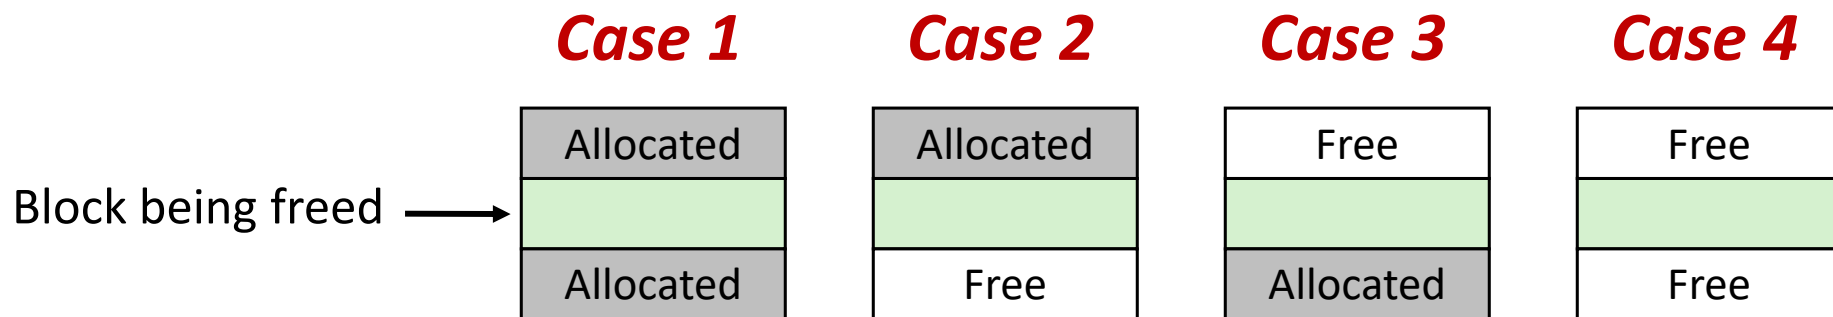 Case 1 Case 2 Case 3 Case 4
Allocated Allocated Free Free
Block being freed
Allocated Free Allocated Free